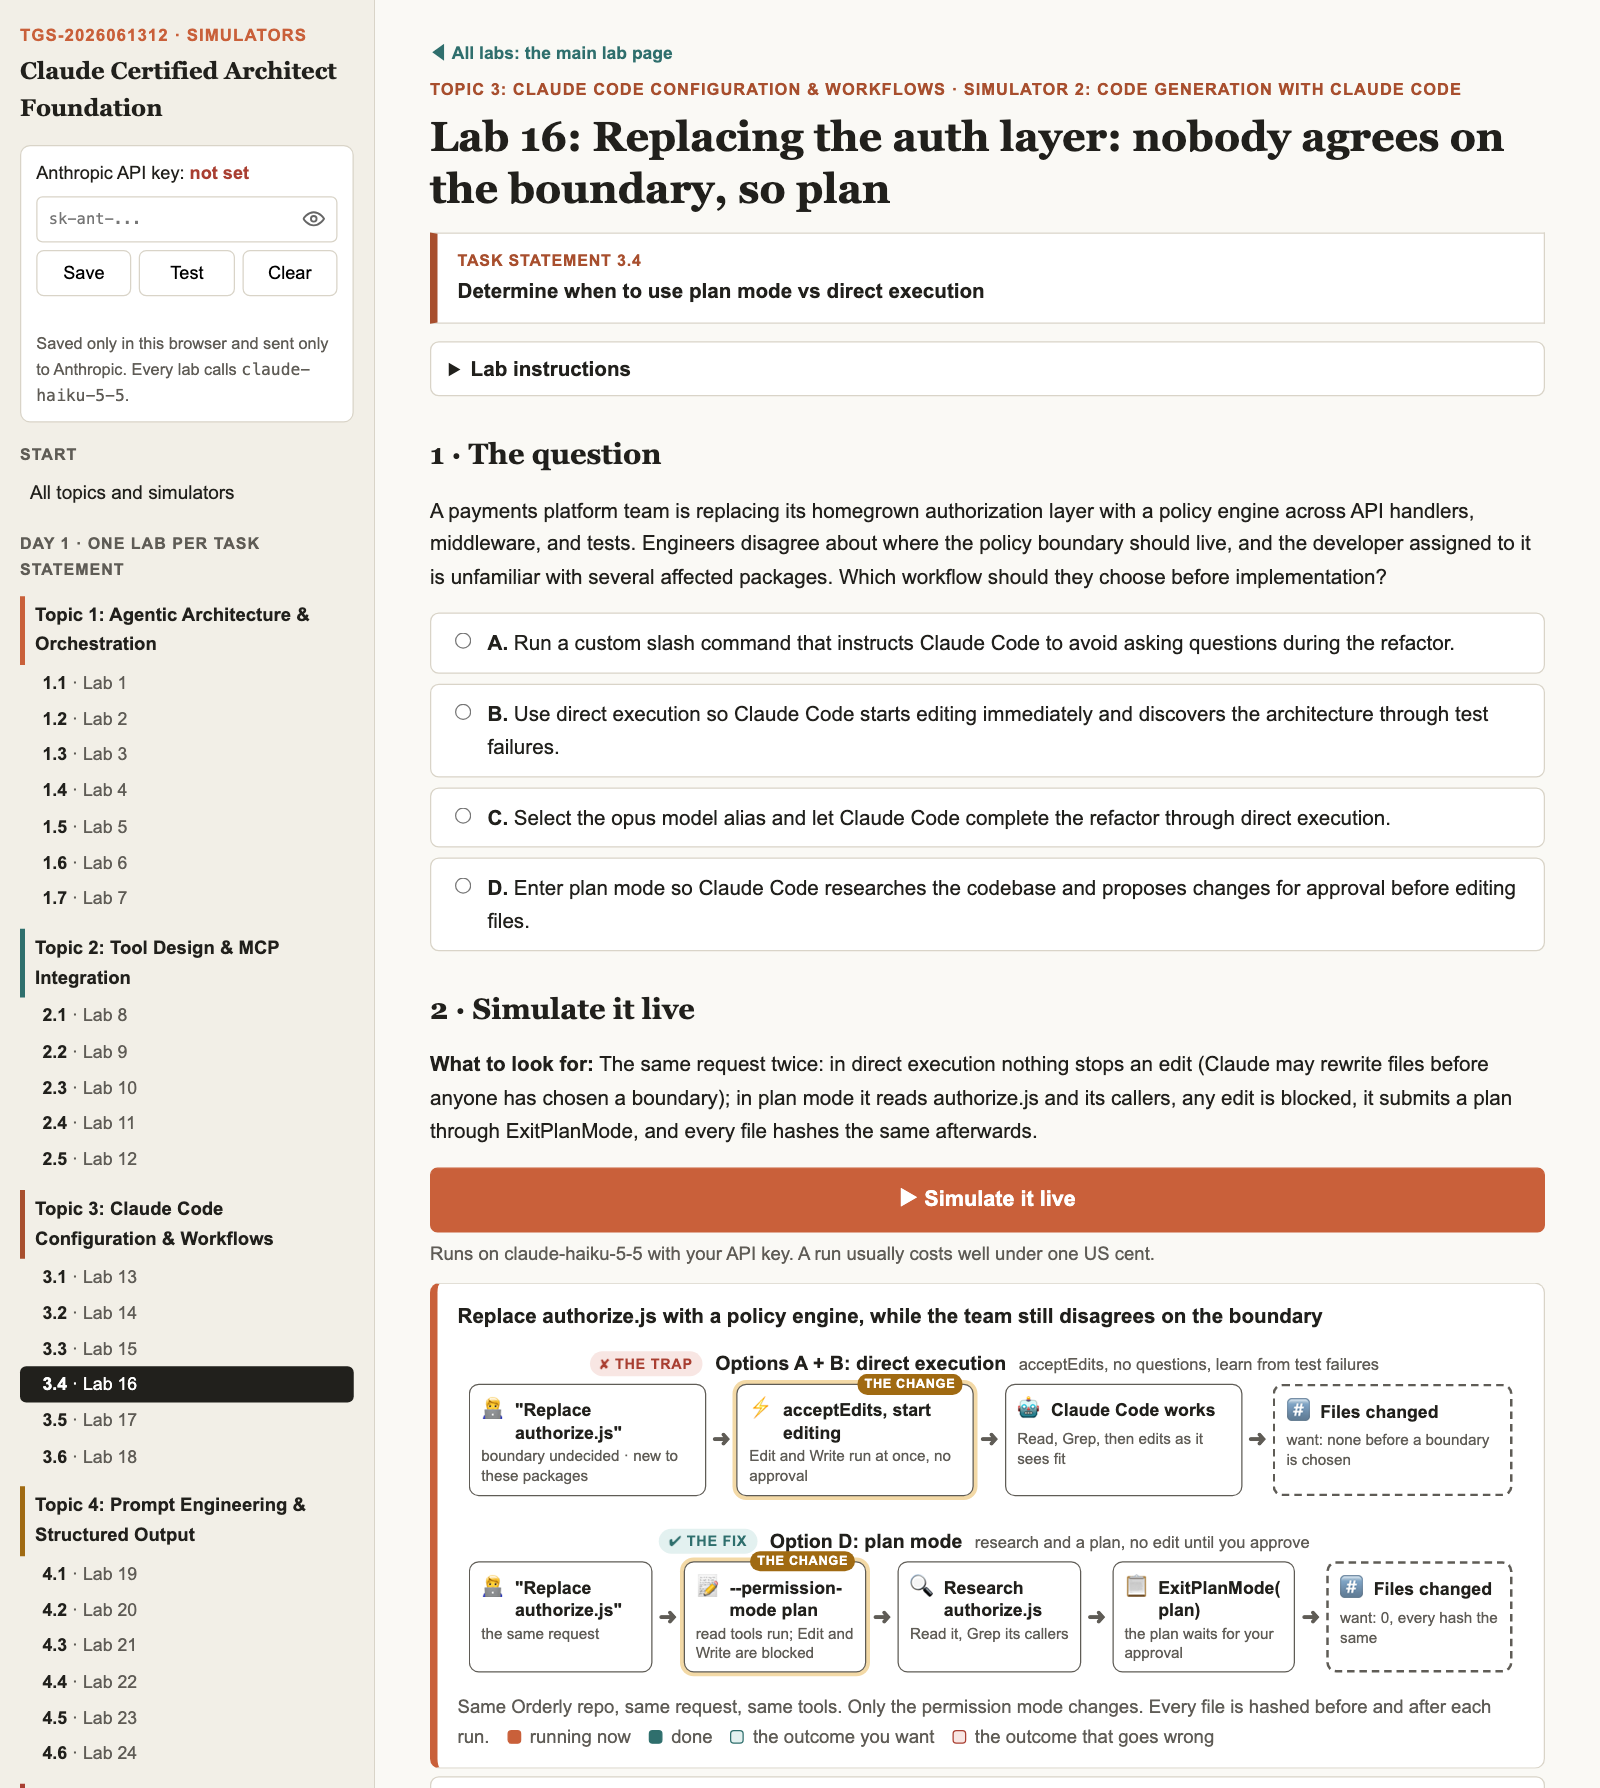 TGS-2026061312 · SIMULATORS
Claude Certified Architect
Foundation
Anthropic API key: not set
sk-ant-...
Save
Test
Clear
Saved only in this browser and sent only
to Anthropic. Every lab calls claude-
haiku-5-5.
START
All topics and simulators
DAY 1 · ONE LAB PER TASK
STATEMENT
Topic 1: Agentic Architecture &
Orchestration
1.1 · Lab 1
1.2 · Lab 2
1.3 · Lab 3
1.4 · Lab 4
1.5 · Lab 5
1.6 · Lab 6
1.7 · Lab 7
Topic 2: Tool Design & MCP
Integration
2.1 · Lab 8
2.2 · Lab 9
2.3 · Lab 10
2.4 · Lab 11
2.5 · Lab 12
Topic 3: Claude Code
Configuration & Workflows
3.1 · Lab 13
3.2 · Lab 14
3.3 · Lab 15
3.4 · Lab 16
3.5 · Lab 17
3.6 · Lab 18
Topic 4: Prompt Engineering &
Structured Output
4.1 · Lab 19
4.2 · Lab 20
4.3 · Lab 21
4.4 · Lab 22
4.5 · Lab 23
4.6 · Lab 24
◀ All labs: the main lab page
TOPIC 3: CLAUDE CODE CONFIGURATION & WORKFLOWS · SIMULATOR 2: CODE GENERATION WITH CLAUDE CODE
Lab 16: Replacing the auth layer: nobody agrees on
the boundary, so plan
TASK STATEMENT 3.4
Determine when to use plan mode vs direct execution
▶ Lab instructions
1 · The question
A payments platform team is replacing its homegrown authorization layer with a policy engine across API handlers,
middleware, and tests. Engineers disagree about where the policy boundary should live, and the developer assigned to it
is unfamiliar with several affected packages. Which workflow should they choose before implementation?
A. Run a custom slash command that instructs Claude Code to avoid asking questions during the refactor.
B. Use direct execution so Claude Code starts editing immediately and discovers the architecture through test
failures.
C. Select the opus model alias and let Claude Code complete the refactor through direct execution.
D. Enter plan mode so Claude Code researches the codebase and proposes changes for approval before editing
files.
2 · Simulate it live
What to look for: The same request twice: in direct execution nothing stops an edit (Claude may rewrite files before
anyone has chosen a boundary); in plan mode it reads authorize.js and its callers, any edit is blocked, it submits a plan
through ExitPlanMode, and every file hashes the same afterwards.
▶ Simulate it live
Runs on claude-haiku-5-5 with your API key. A run usually costs well under one US cent.
Replace authorize.js with a policy engine, while the team still disagrees on the boundary
✘ THE TRAP Options A + B: direct execution acceptEdits, no questions, learn from test failures
THE CHANGE
"Replace
authorize.js"
boundary undecided · new to
these packages
➜
⚡ acceptEdits, start
editing
Edit and Write run at once, no
approval
➜
Claude Code works
Read, Grep, then edits as it
sees fit
➜
# Files changed
want: none before a boundary
is chosen
✔ THE FIX Option D: plan mode research and a plan, no edit until you approve
THE CHANGE
"Replace
authorize.js"
the same request
➜
--permission-
mode plan
read tools run; Edit and
Write are blocked
➜
Research
authorize.js
Read it, Grep its callers
➜
ExitPlanMode(
plan)
the plan waits for your
approval
➜
# Files changed
want: 0, every hash the
same
Same Orderly repo, same request, same tools. Only the permission mode changes. Every file is hashed before and after each
run. running now done the outcome you want the outcome that goes wrong